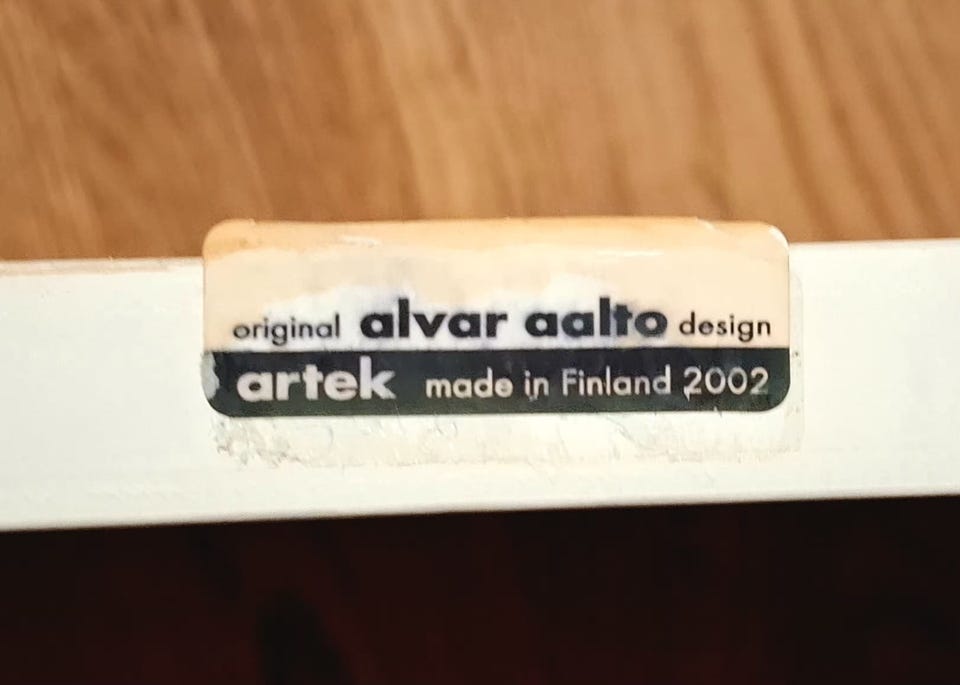 original alvar aalto design
artek made in Finland 2002